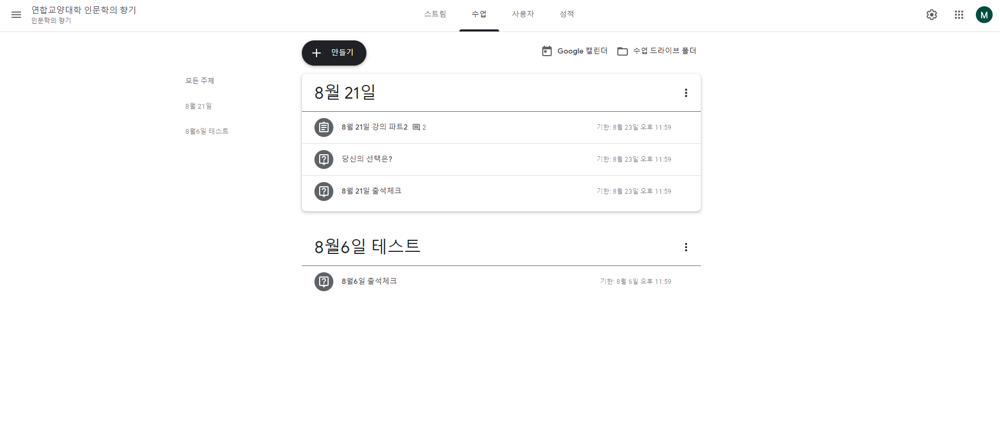 연합교양대학 인문학의 향기
인문학의 향기
스트림 수업 사용자 성적
M
만들기
Google 캘린더 수업 드라이브 폴더
모든 주제
8월 21일
8월6일 테스트
8월 21일
8월 21일 강의 파트2 2 기한: 8월 23일 오후 11:59
당신의 선택은? 기한: 8월 23일 오후 11:59
8월 21일 출석체크 기한: 8월 23일 오후 11:59
8월6일 테스트
8월6일 출석체크 기한: 8월 6일 오후 11:59